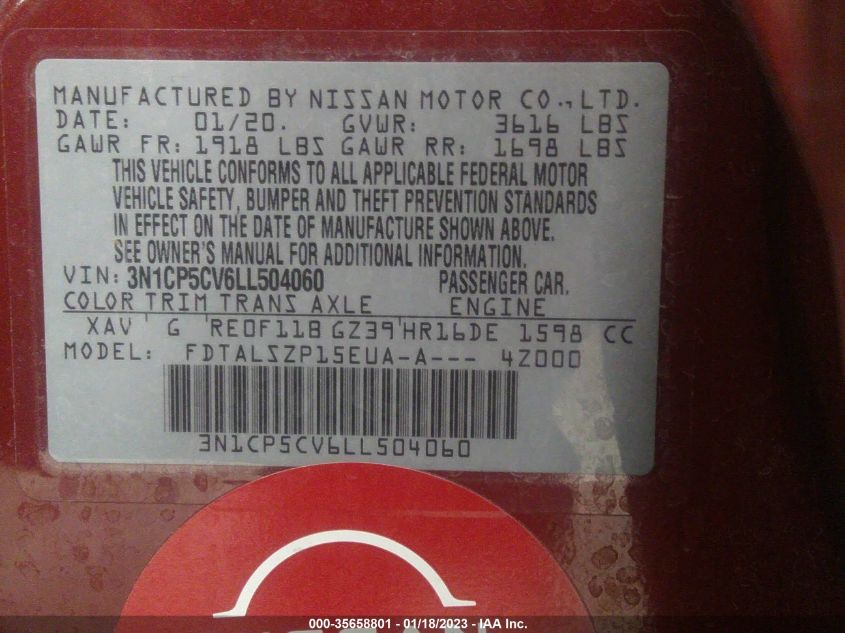 MANUFACTURED BY NISSAN MOTOR CO., LTD.
DATE: 01/20. GVWR: 3616 LBS
GAWR FR: 1918 LBS GAWR RR: 1698 LBS
THIS VEHICLE CONFORMS TO ALL APPLICABLE FEDERAL MOTOR
VEHICLE SAFETY, BUMPER AND THEFT PREVENTION STANDARDS
IN EFFECT ON THE DATE OF MANUFACTURE SHOWN ABOVE.
SEE OWNER'S MANUAL FOR ADDITIONAL INFORMATION.
VIN: 3N1CP5CV6LL504060 PASSENGER CAR.
COLOR TRIM TRANS AXLE ENGINE
XAV G RE0F11B GZ39 HR16DE 1598 CC
MODEL: FDTALSZP15EUA-A--- 4Z000
3N1CP5CV6LL504060
000-35658801 - 01/18/2023 - IAA Inc.